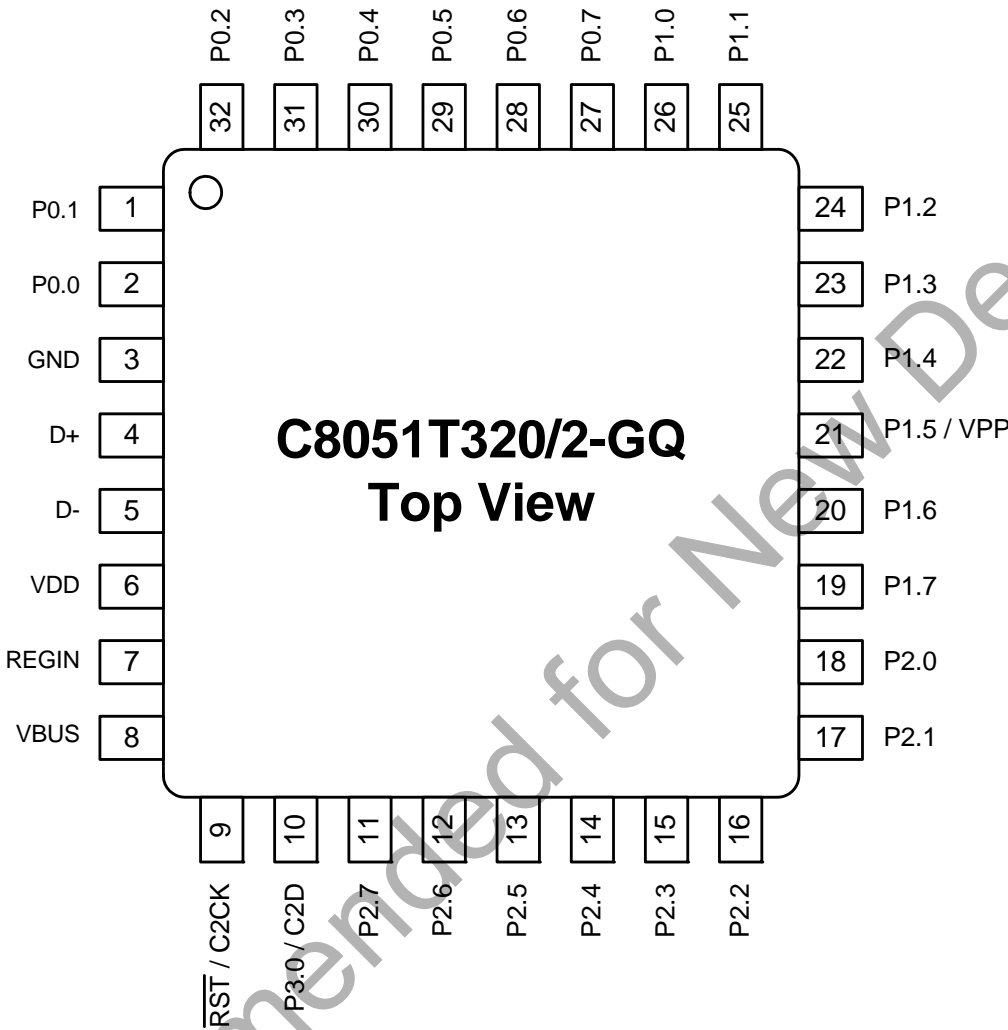 P0.2 P0.3 P0.4 P0.5 P0.6 P0.7 P1.0 P1.1
32 31 30 29 28 27 26 25
P0.1 1
P0.0 2
GND 3
D+ 4
D- 5
VDD 6
REGIN 7
VBUS 8
C8051T320/2-GQ
Top View
24 P1.2
23 P1.3
22 P1.4
21 P1.5 / VPP
20 P1.6
19 P1.7
18 P2.0
17 P2.1
9 10 11 12 13 14 15 16
RST / C2CK P3.0 / C2D P2.7 P2.6 P2.5 P2.4 P2.3 P2.2
mended for New De